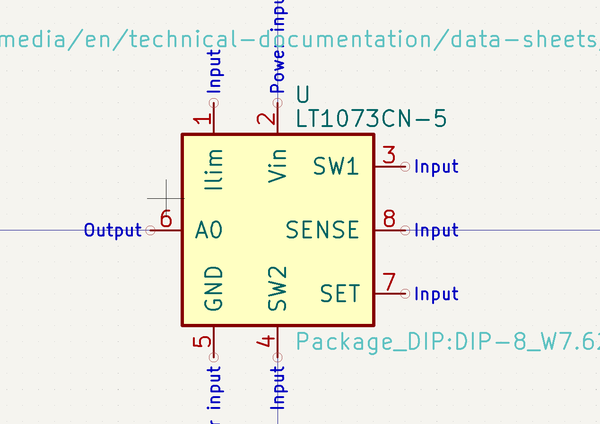 media/en/technical-documentation/data-sheets/
Input
Power input
U
LT1073CN-5
1
2
Ilim
Vin
SW1
3
Input
Output
6
AO
SENSE
8
Input
GND
SW2
SET
7
Input
5
4
Package_DIP:DIP-8_W7.62
r input
Input